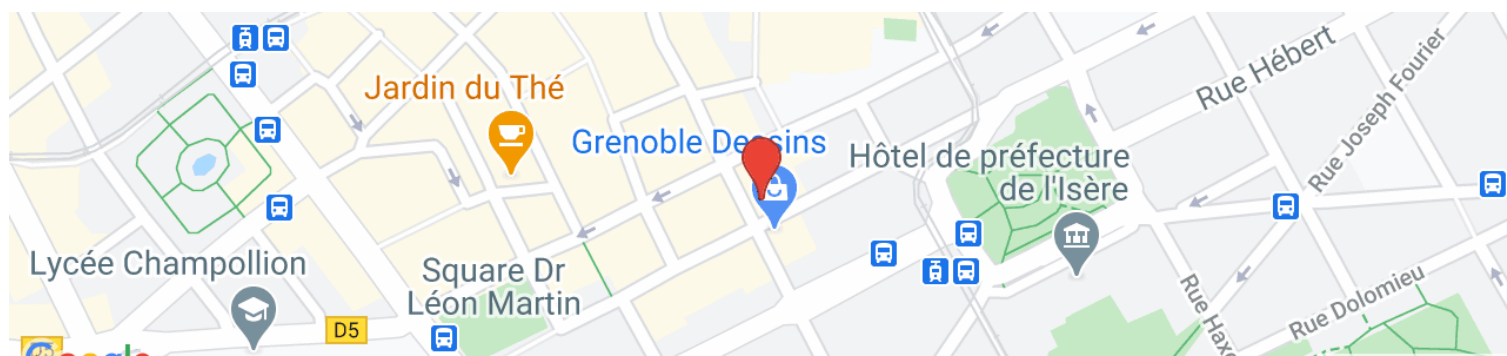 Rue Hébert
Rue Joseph Fourier
Jardin du Thé
Grenoble Dessins
Hôtel de préfecture
de l'Isère
Lycée Champollion
Square Dr
Léon Martin
D5
Rue Dolomieu